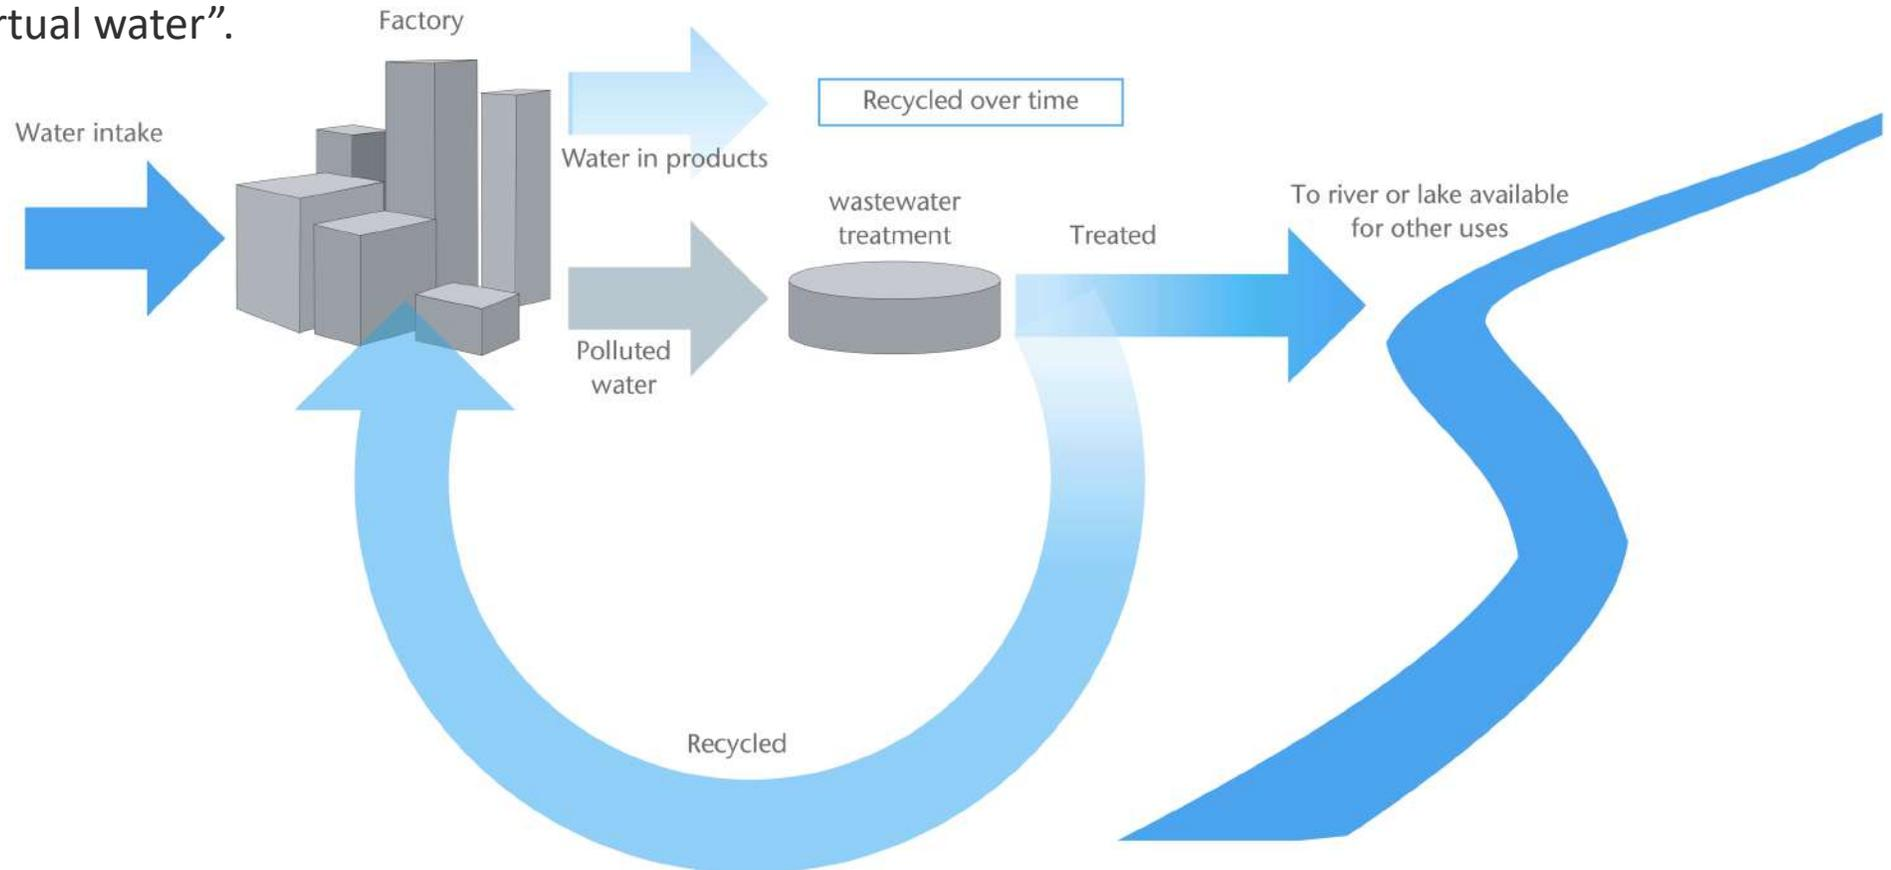 rtual water”.
Factory
Water intake
Recycled over time
Water in products
wastewater
treatment
Treated
To river or lake available
for other uses
Polluted
water
Recycled